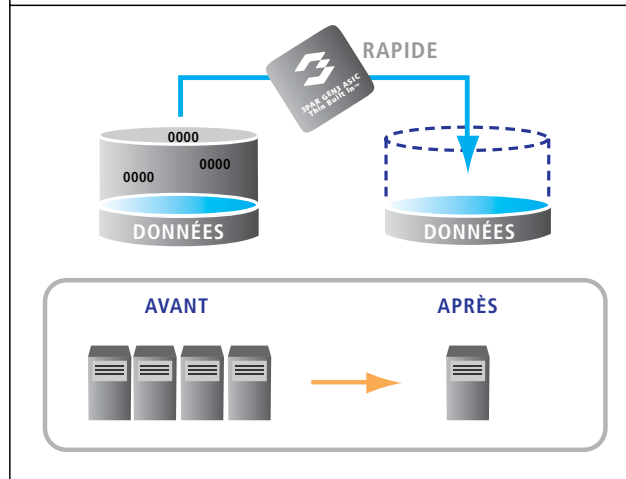 RAPIDE
3PAR GEN3 ASIC
Thin Built In™
0000
0000
0000
DONNÉES
DONNÉES
AVANT
APRÈS